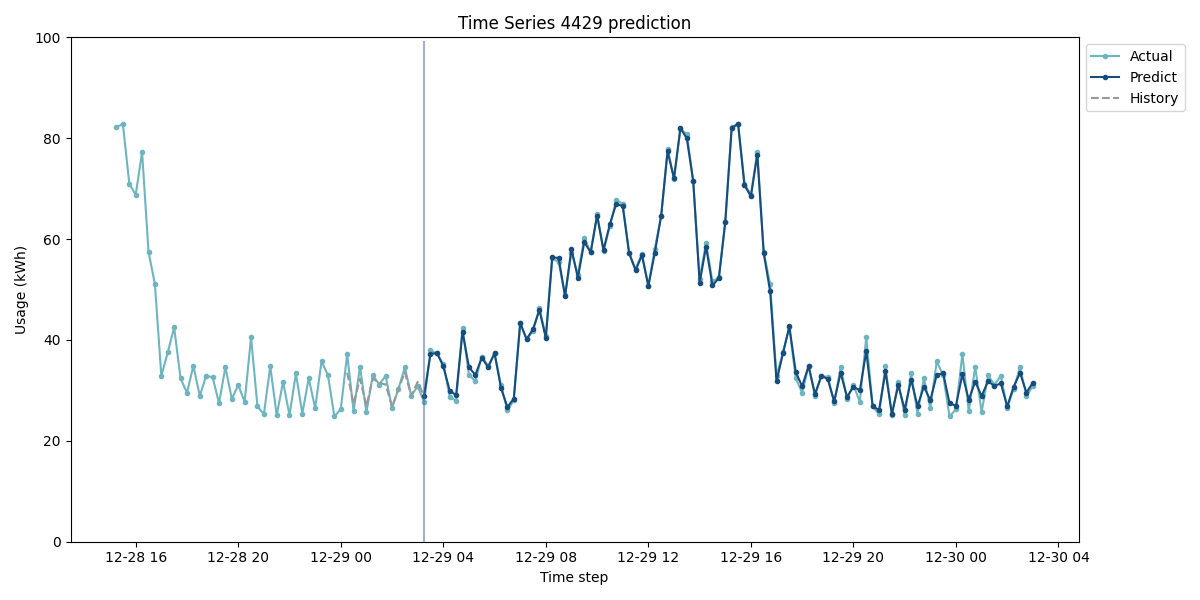 Time Series 4429 prediction
Usage (kWh)
100
80
60
40
20
0
12-28 16
12-28 20
12-29 00
12-29 04
12-29 08
12-29 12
12-29 16
12-29 20
12-30 00
12-30 04
Time step
Actual
Predict
History